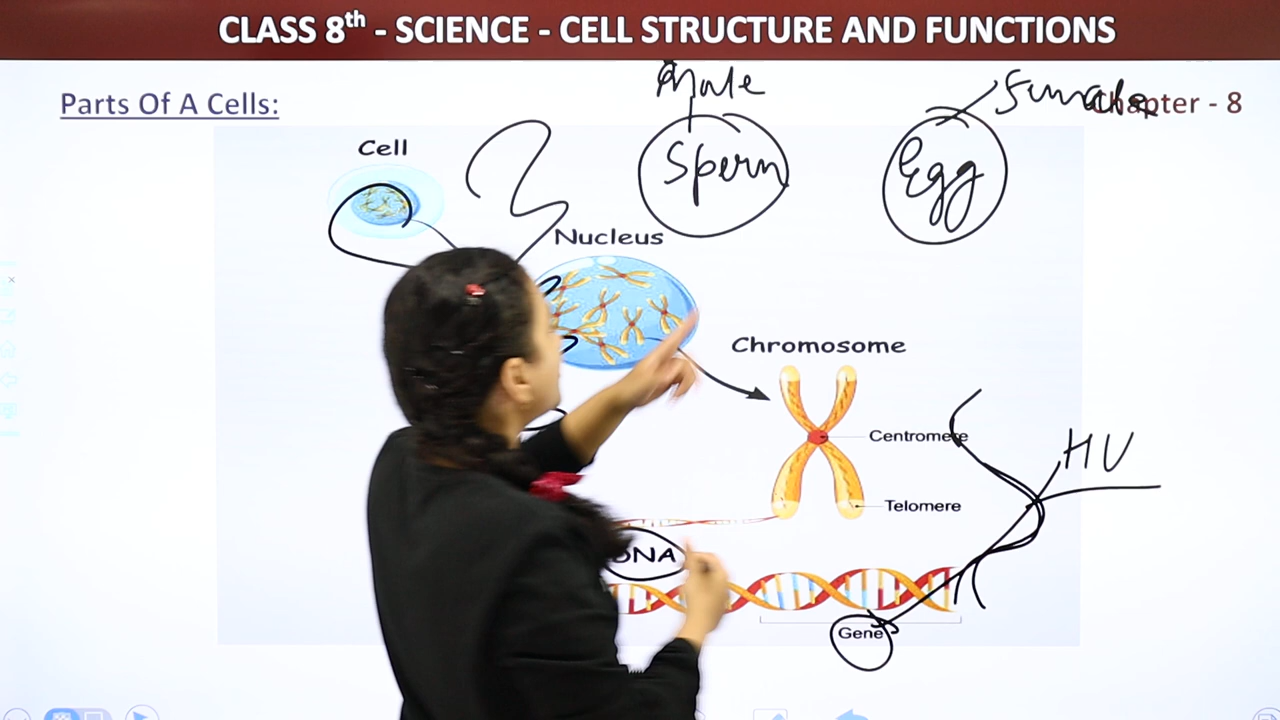 CLASS 8th - SCIENCE - CELL STRUCTURE AND FUNCTIONS
Parts Of A Cells:
Chapter - 8
Male
Female
Sperm
Egg
Cell
Nucleus
Chromosome
Centromere
Telomere
HU
DNA
Gene